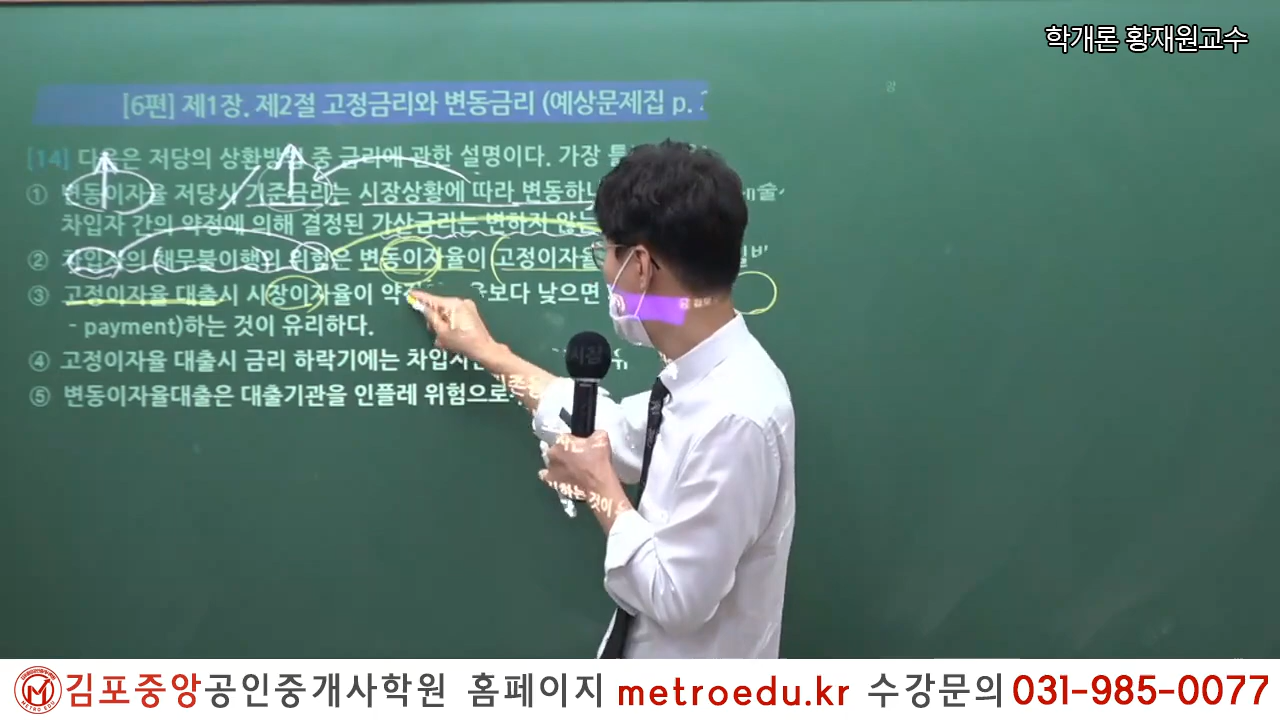 학개론 황재원교수
[6편] 제1장. 제2절 고정금리와 변동금리 (예상문제집 p.
[14] 다음은 저당의 상환방법 중 금리에 관한 설명이다. 가장
① 변동이자율 저당시 기준금리는 시장상황에 따라 변동하나
차입자 간의 약정에 의해 결정된 가산금리는 변하지 않는
② 차입자의 채무불이행의 위험은 변동이자율이 고정이자율
③ 고정이자율 대출시 시장이자율이 보다 낮으면
- payment)하는 것이 유리하다.
④ 고정이자율 대출시 금리 하락기에는
⑤ 변동이자율대출은 대출기관을 인플레 위험으로
METRO EDU
김포중앙공인중개사학원 홈페이지 metroedu.kr 수강문의 031-985-0077